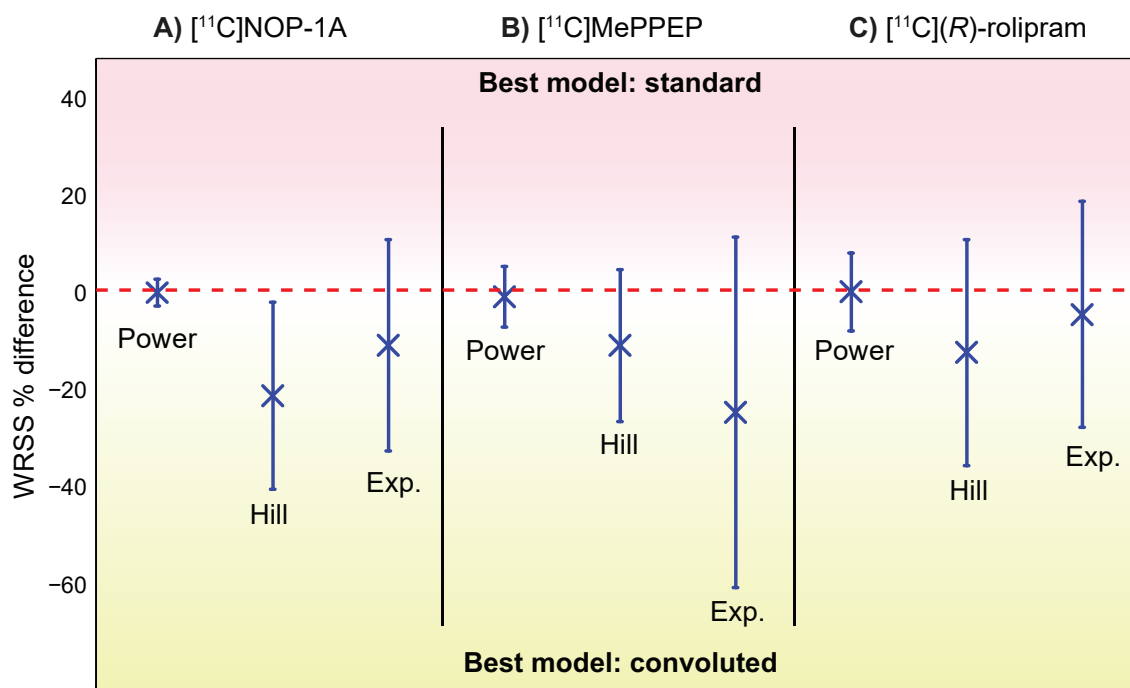 A) [¹¹C]NOP-1A
B) [¹¹C]MePPEP
C) [¹¹C](R)-rolipram
Best model: standard
WRSS % difference
40
20
0
−20
−40
−60
Power
Hill
Exp.
Power
Hill
Exp.
Power
Hill
Exp.
Best model: convoluted